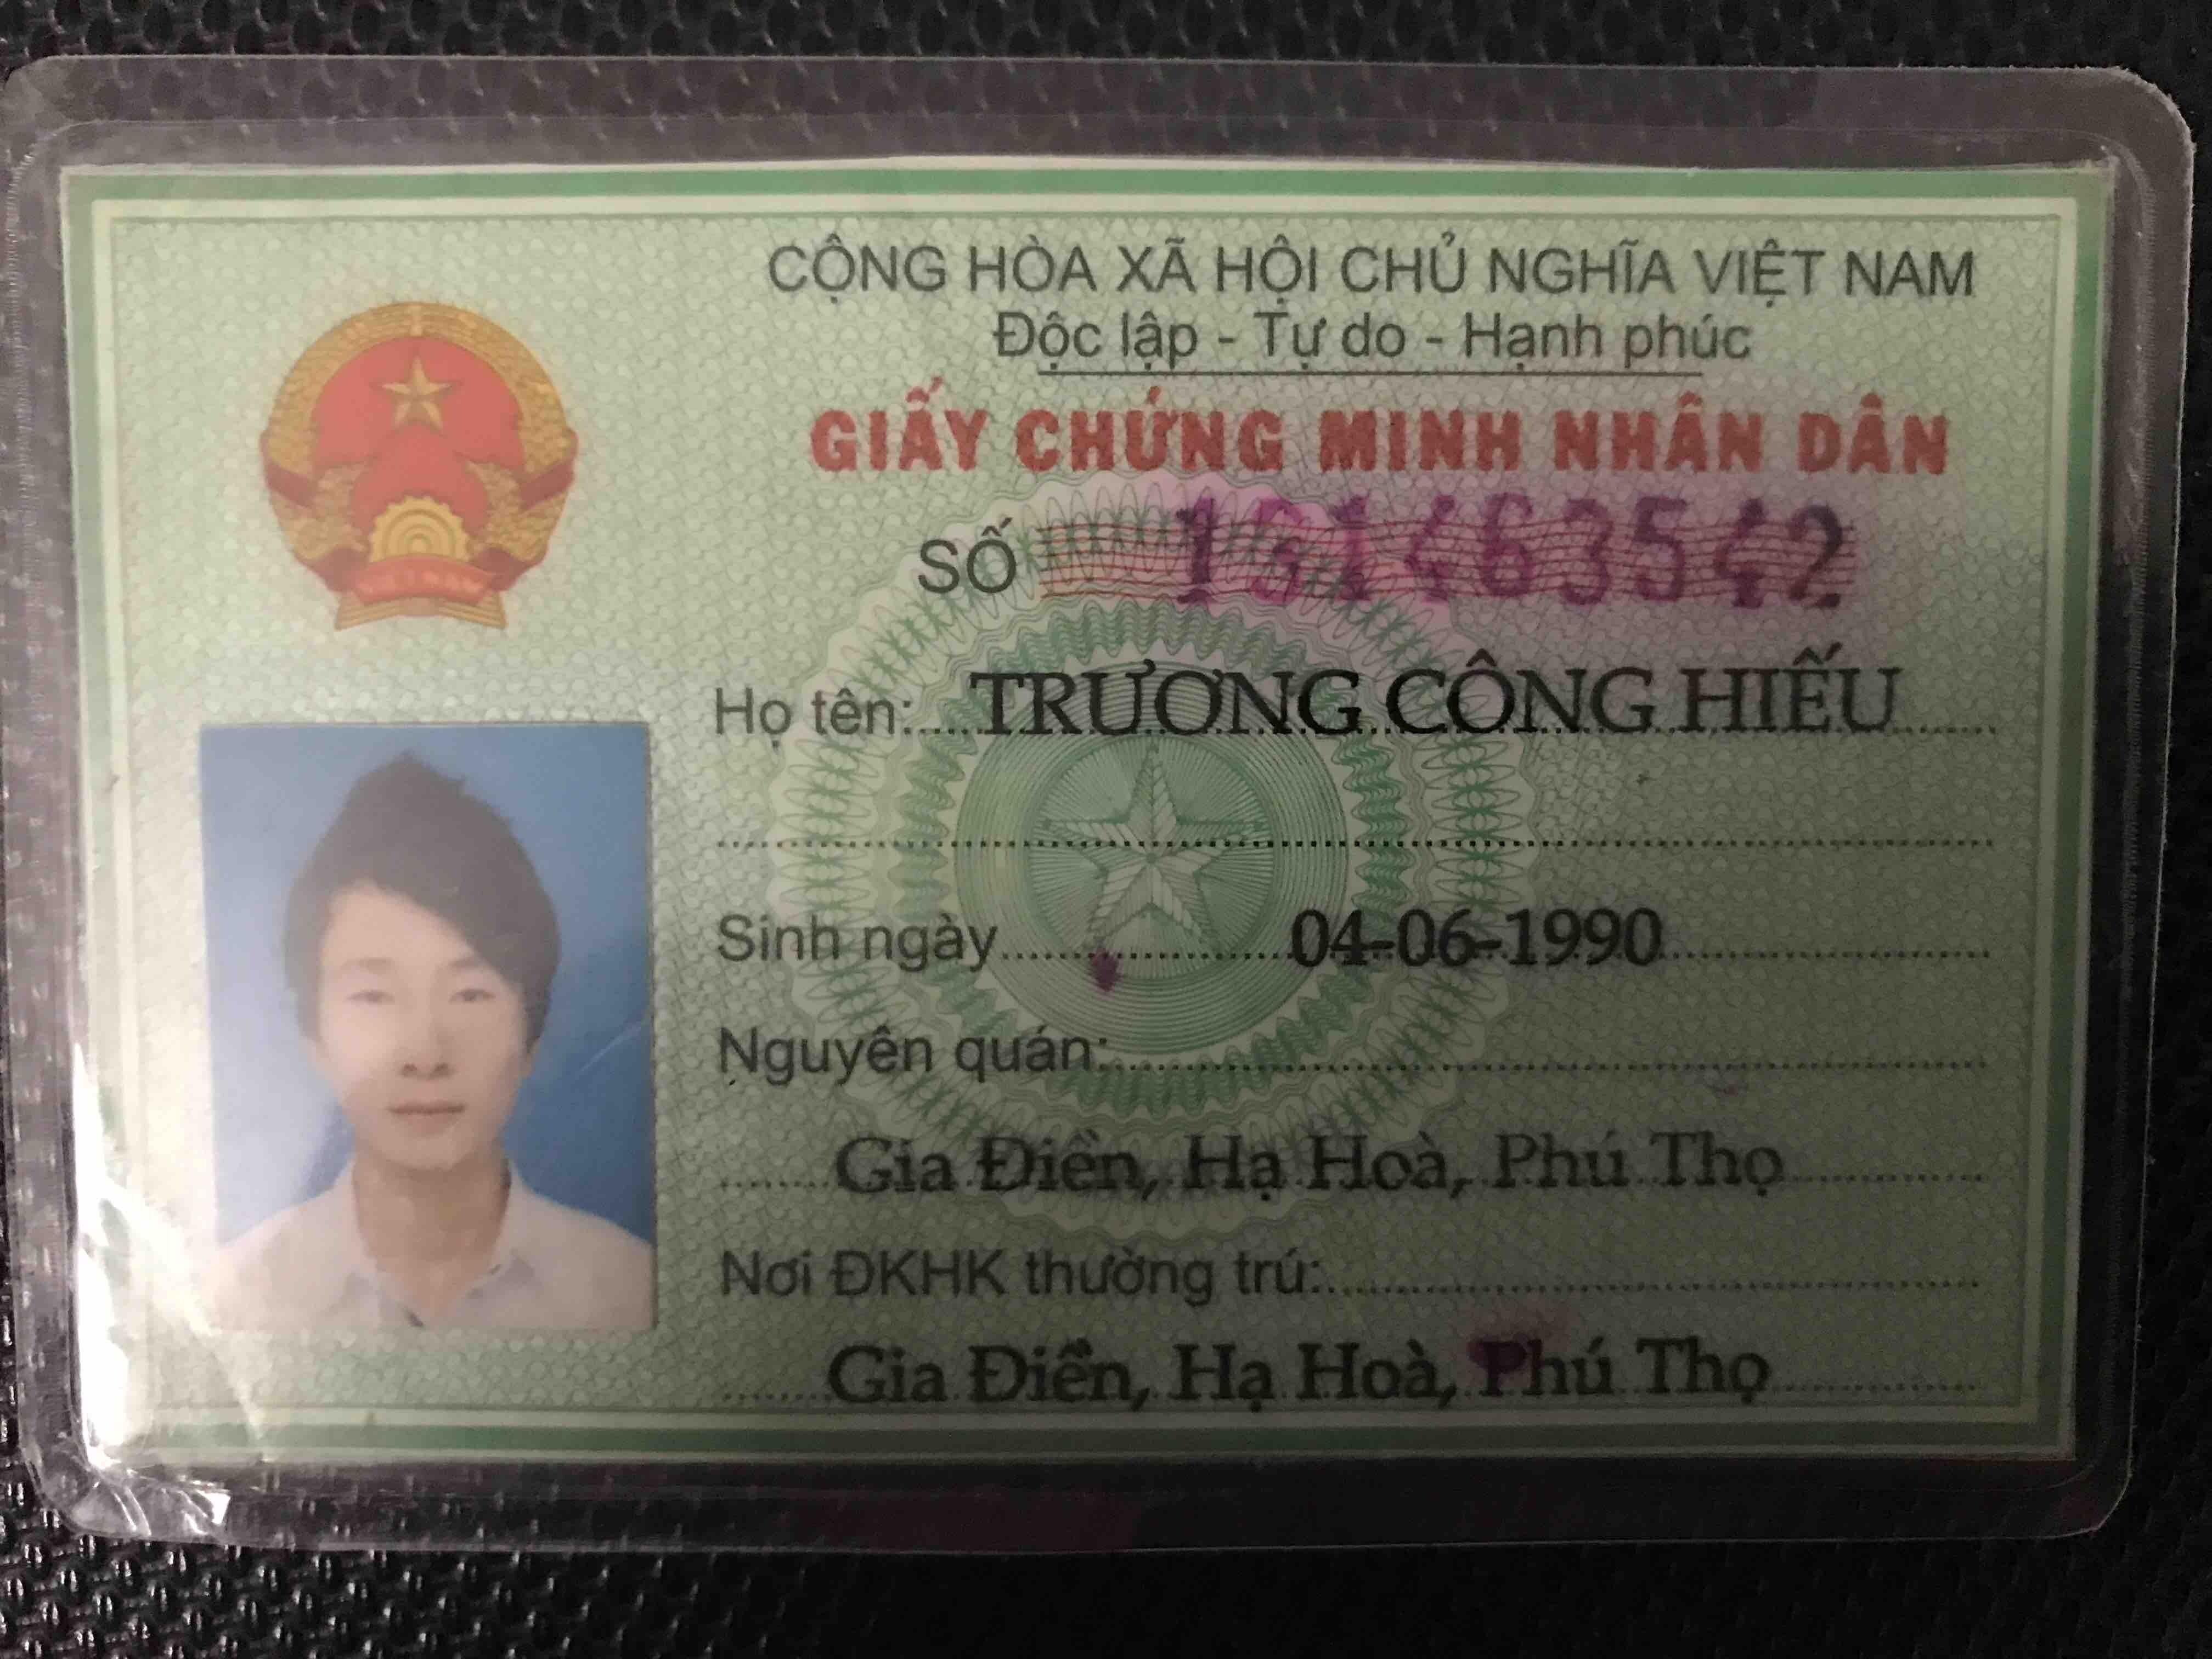 CỘNG HÒA XÃ HỘI CHỦ NGHĨA VIỆT NAM
Độc lập - Tự do - Hạnh phúc
GIẤY CHỨNG MINH NHÂN DÂN
SỐ
Họ tên: TRƯƠNG CÔNG HIẾU
Sinh ngày 04-06-1990
Nguyên quán:
Gia Điền, Hạ Hoà, Phú Thọ
Nơi ĐKHK thường trú:
Gia Điền, Hạ Hoà, Phú Thọ